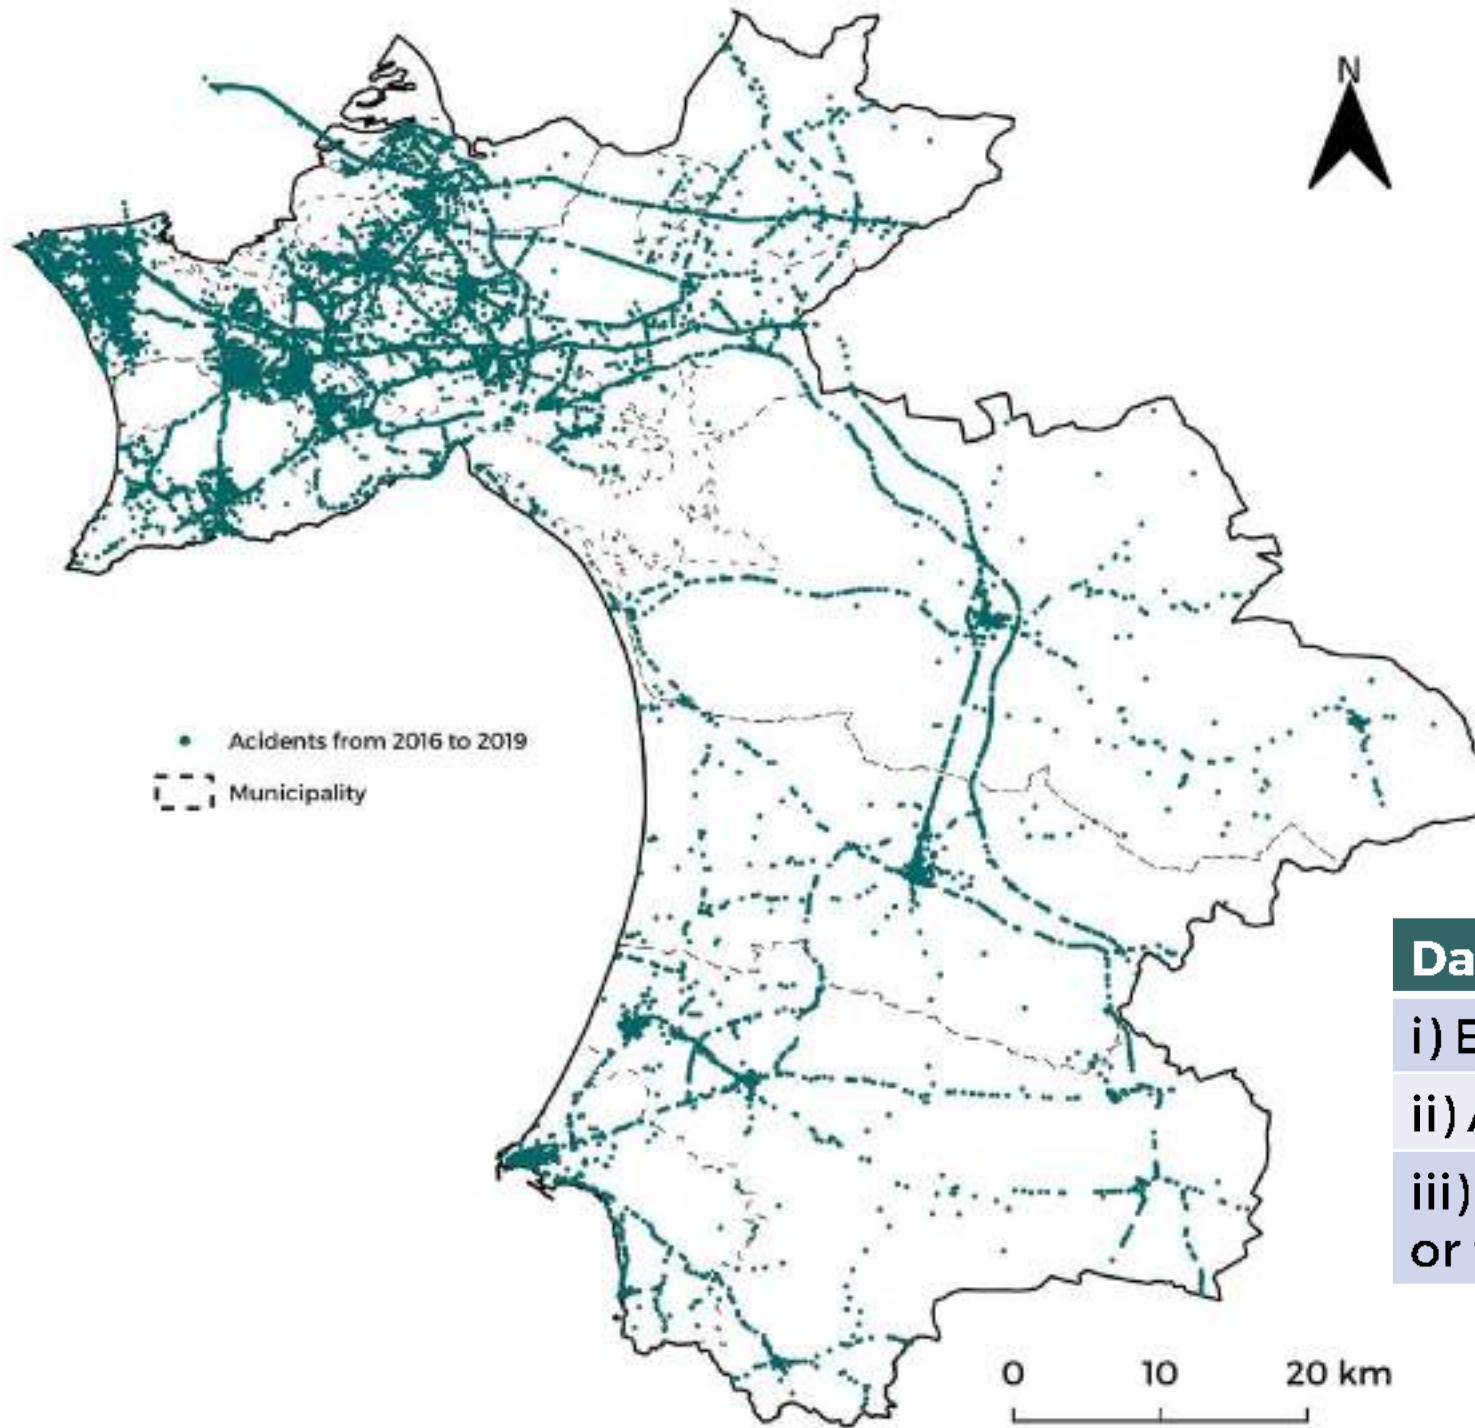 N
Acidents from 2016 to 2019
Municipality
Da
i) E
ii)
iii)
or
0 10 20 km